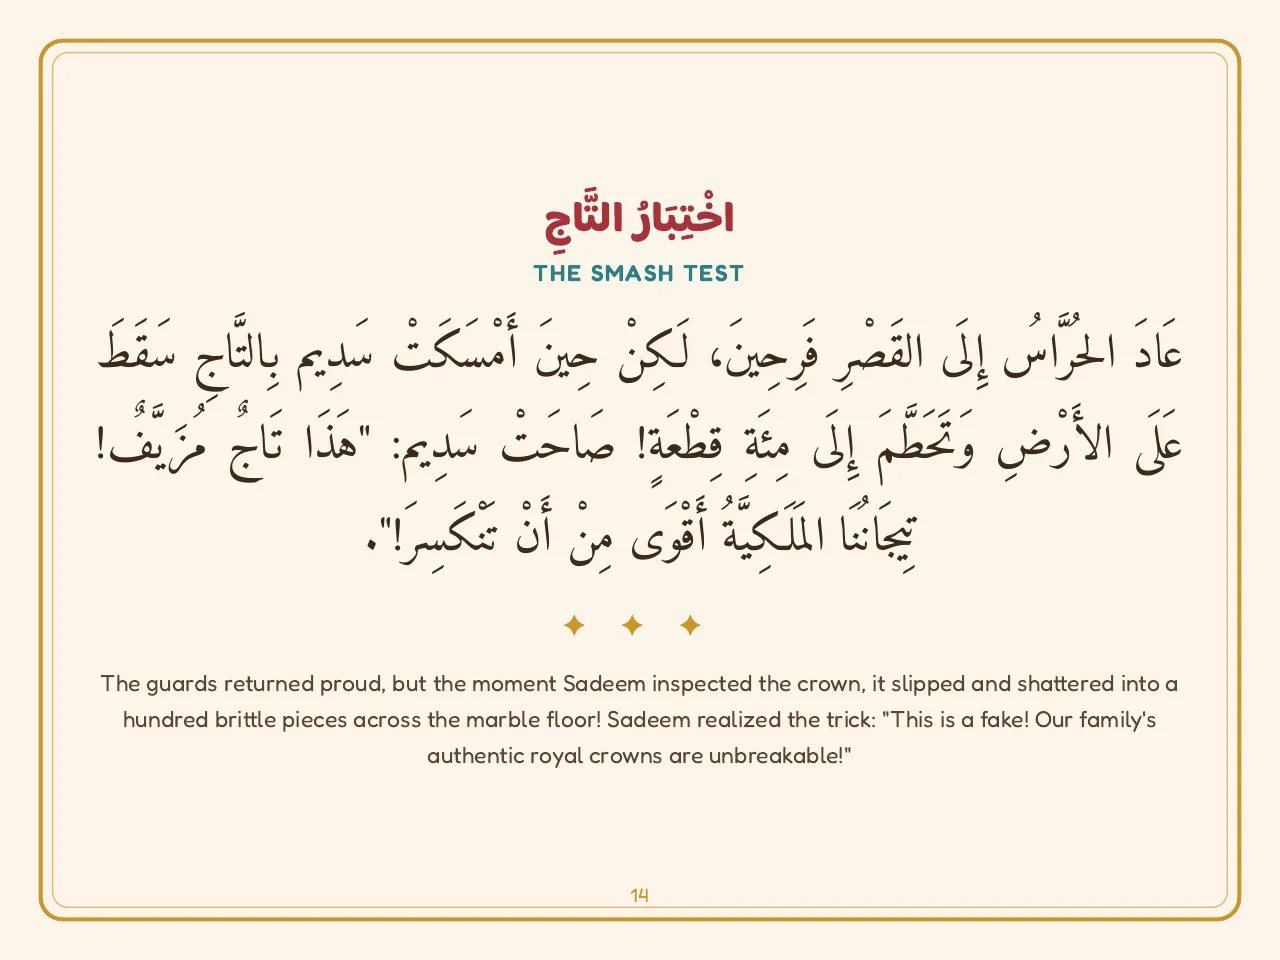 اخْتِبَارُ التَّاجِ
THE SMASH TEST
عَادَ الحُرَّاسُ إِلَى القَصْرِ فَرِحِينَ، لَكِنْ حِينَ أَمْسَكَتْ سَدِيم بِالتَّاجِ سَقَطَ
عَلَى الأَرْضِ وَتَحَطَّمَ إِلَى مِئَةِ قِطْعَةٍ! صَاحَتْ سَدِيم: "هَذَا تَاجٌ مُزَيَّفٌ!
تِيجَانُنَا المَلَكِيَّةُ أَقْوَى مِنْ أَنْ تَنْكَسِرَ!".
The guards returned proud, but the moment Sadeem inspected the crown, it slipped and shattered into a
hundred brittle pieces across the marble floor! Sadeem realized the trick: "This is a fake! Our family's
authentic royal crowns are unbreakable!"
14